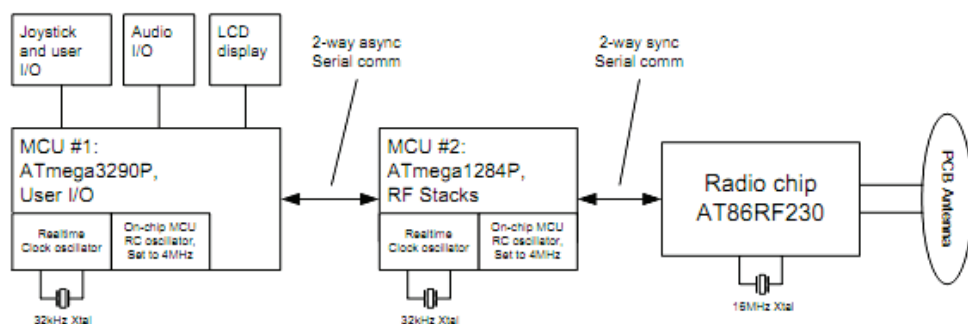 Joystick
and user
I/O
Audio
I/O
LCD
display
2-way async
Serial comm
2-way sync
Serial comm
MCU #1:
ATmega3290P,
User I/O
Realtime
Clock oscillator
On-chip MCU
RC oscillator,
Set to 4MHz
32kHz Xtal
MCU #2:
ATmega1284P,
RF Stacks
Realtime
Clock oscillator
On-chip MCU
RC oscillator,
Set to 4MHz
32kHz Xtal
Radio chip
AT86RF230
16MHz Xtal
PCB Antenna